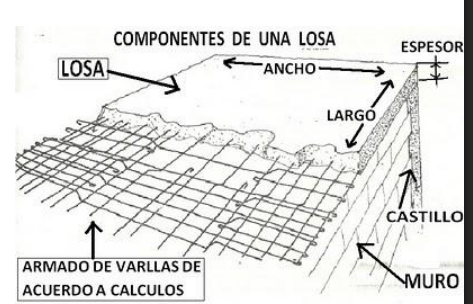 COMPONENTES DE UNA LOSA
ESPESOR
LOSA
ANCHO
LARGO
CASTILLO
ARMADO DE VARLLAS DE
ACUERDO A CALCULOS
MURO